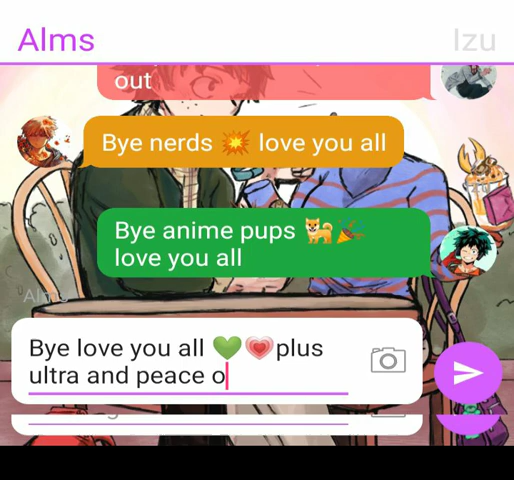 Alms
Izu
out
Bye nerds 💥 love you all
Bye anime pups 🐕🎉
love you all
Alms
Bye love you all 💚💗plus
ultra and peace o